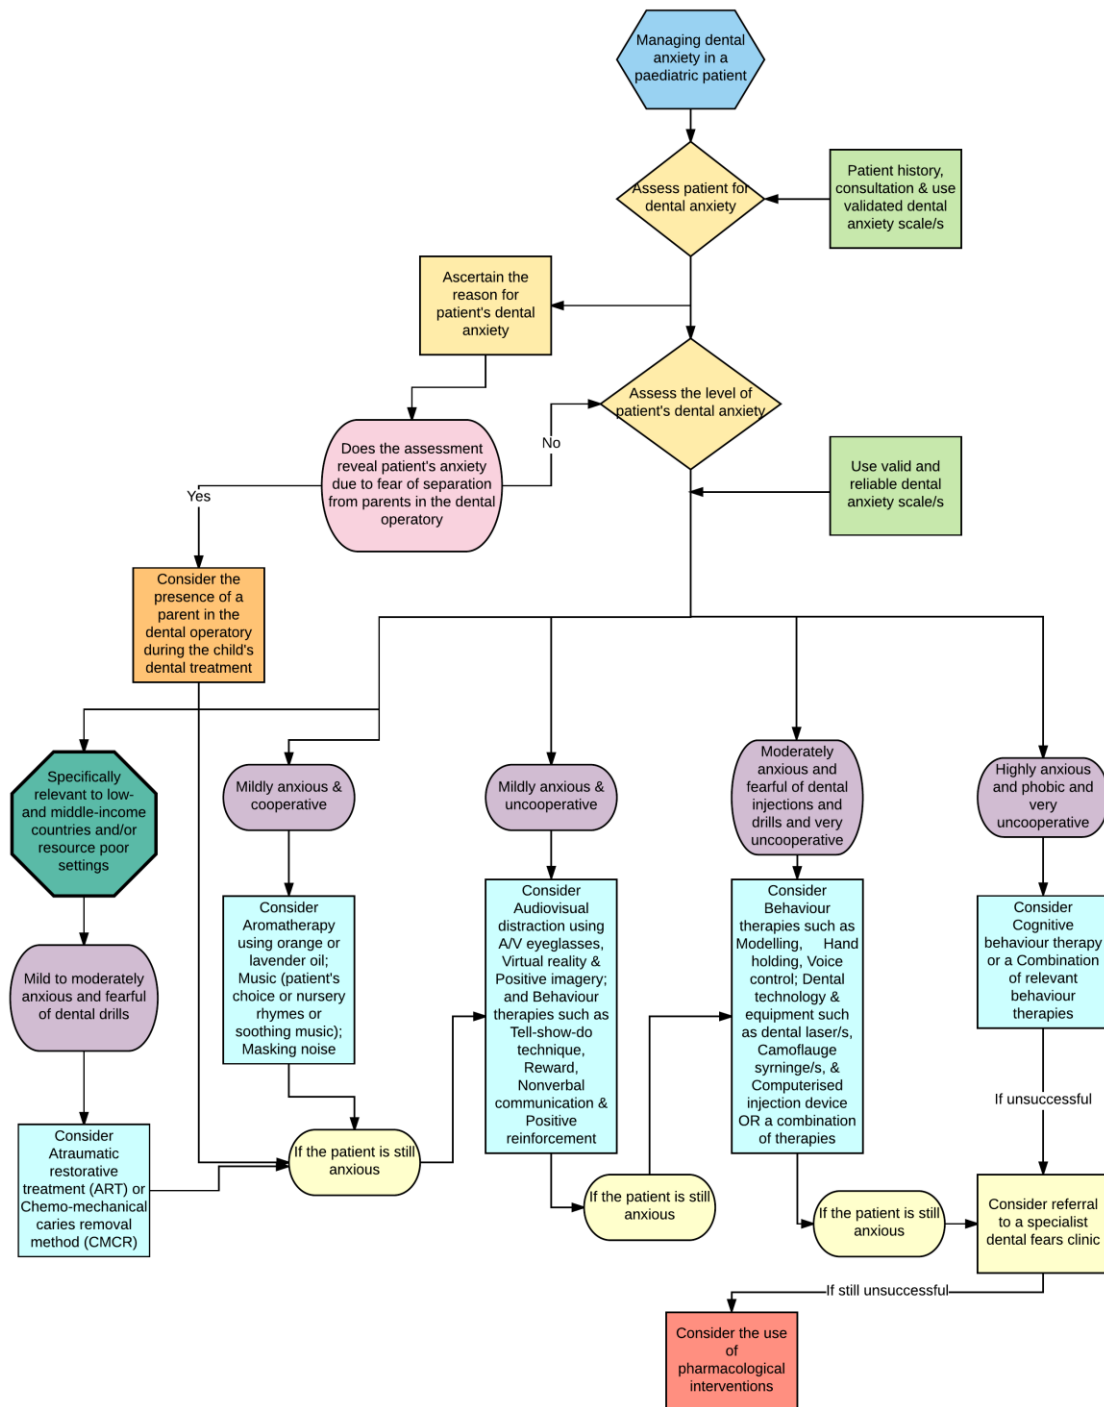 Managing dental
anxiety in a
paediatric patient
Assess patient for
dental anxiety
Patient history,
consultation & use
validated dental
anxiety scale/s
Ascertain the
reason for
patient's dental
anxiety
Assess the level of
patient's dental anxiety
Does the assessment
reveal patient's anxiety
due to fear of separation
from parents in the dental
operatory
No
Yes
Use valid and
reliable dental
anxiety scale/s
Consider the
presence of a
parent in the
dental operatory
during the child's
dental treatment
Specifically
relevant to low-
and middle-income
countries and/or
resource poor
settings
Mildly anxious &
cooperative
Mildly anxious &
uncooperative
Moderately
anxious and
fearful of dental
injections and
drills and very
uncooperative
Highly anxious
and phobic and
very
uncooperative
Mild to moderately
anxious and fearful
of dental drills
Consider
Aromatherapy
using orange or
lavender oil;
Music (patient's
choice or nursery
rhymes or
soothing music);
Masking noise
Consider
Audiovisual
distraction using
A/V eyeglasses,
Virtual reality &
Positive imagery;
and Behaviour
therapies such as
Tell-show-do
technique,
Reward,
Nonverbal
communication &
Positive
reinforcement
Consider
Behaviour
therapies such as
Modelling, Hand
holding, Voice
control; Dental
technology &
equipment such
as dental laser/s,
Camoflauge
syrninge/s, &
Computerised
injection device
OR a combination
of therapies
Consider
Cognitive
behaviour therapy
or a Combination
of relevant
behaviour
therapies
If unsuccessful
Consider
Atraumatic
restorative
treatment (ART) or
Chemo-mechanical
caries removal
method (CMCR)
If the patient is still
anxious
If the patient is still
anxious
If the patient is still
anxious
Consider referral
to a specialist
dental fears clinic
If still unsuccessful
Consider the use
of
pharmacological
interventions